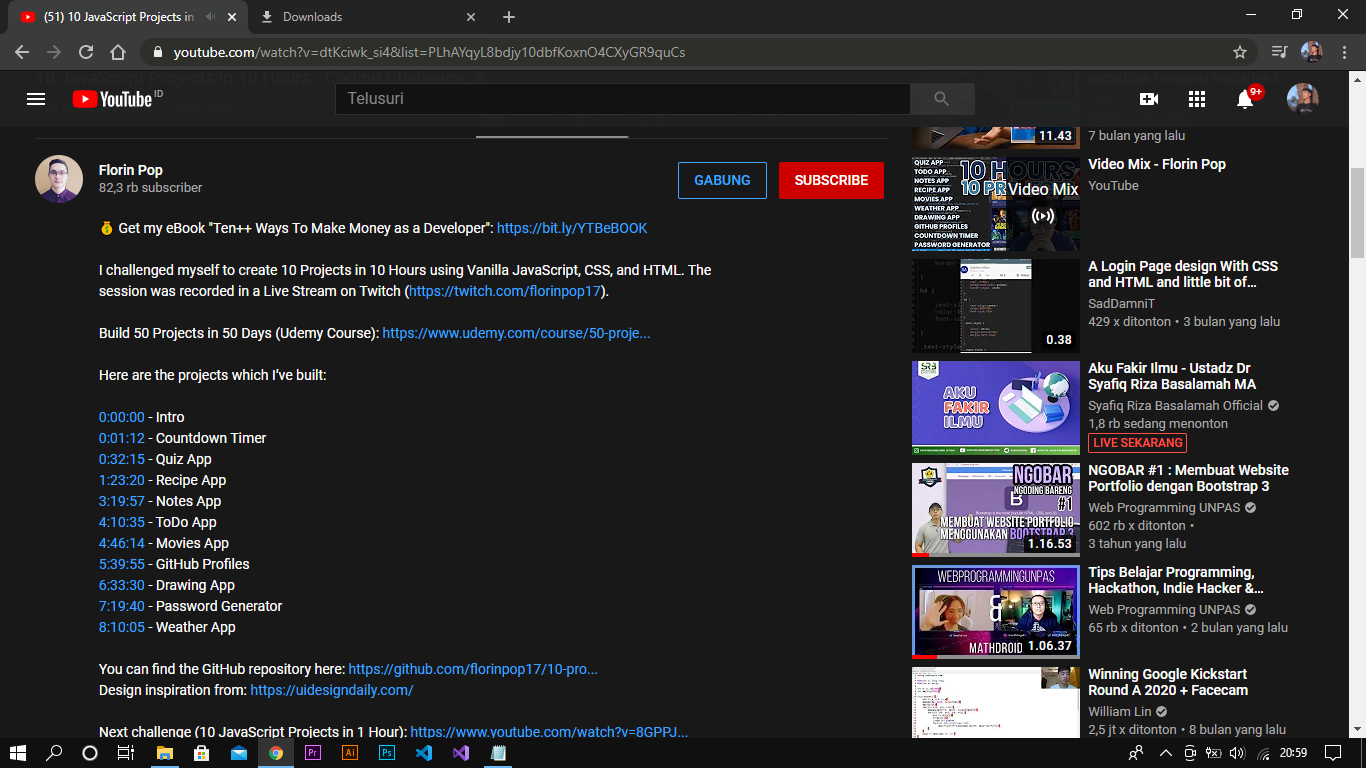 (51) 10 JavaScript Projects in
Downloads
youtube.com/watch?v=dtKciwk_si4&list=PLhAYqyL8bdjy10dbfKoxnO4CXyGR9quCs
YouTube ID
Telusuri
9+
Florin Pop
82,3 rb subscriber
GABUNG
SUBSCRIBE
💰 Get my eBook "Ten++ Ways To Make Money as a Developer": https://bit.ly/YTBeBOOK
I challenged myself to create 10 Projects in 10 Hours using Vanilla JavaScript, CSS, and HTML. The
session was recorded in a Live Stream on Twitch (https://twitch.com/florinpop17).
Build 50 Projects in 50 Days (Udemy Course): https://www.udemy.com/course/50-proje...
Here are the projects which I've built:
0:00:00 - Intro
0:01:12 - Countdown Timer
0:32:15 - Quiz App
1:23:20 - Recipe App
3:19:57 - Notes App
4:10:35 - ToDo App
4:46:14 - Movies App
5:39:55 - GitHub Profiles
6:33:30 - Drawing App
7:19:40 - Password Generator
8:10:05 - Weather App
You can find the GitHub repository here: https://github.com/florinpop17/10-pro...
Design inspiration from: https://uidesigndaily.com/
Next challenge (10 JavaScript Projects in 1 Hour): https://www.youtube.com/watch?v=8GPPJ...
11.43
7 bulan yang lalu
QUIZ APP
TODO APP
NOTES APP
RECIPE APP
MOVIES APP
WEATHER APP
DRAWING APP
GITHUB PROFILES
COUNTDOWN TIMER
PASSWORD GENERATOR
10 HOURS
10 PR
Video Mix
Video Mix - Florin Pop
YouTube
0.38
A Login Page design With CSS
and HTML and little bit of...
SadDamniT
429 x ditonton • 3 bulan yang lalu
SRB
AKU
FAKIR
ILMU
Aku Fakir Ilmu - Ustadz Dr
Syafiq Riza Basalamah MA
Syafiq Riza Basalamah Official
1,8 rb sedang menonton
LIVE SEKARANG
NGOBAR
NGODING BARENG
#1
B
MEMBUAT WEBSITE PORTFOLIO
MENGGUNAKAN BOOTSTRAP 3
1.16.53
NGOBAR #1 : Membuat Website
Portfolio dengan Bootstrap 3
Web Programming UNPAS
602 rb x ditonton •
3 tahun yang lalu
WEBPROGRAMMINGUNPAS
&
MATHDROID
1.06.37
Tips Belajar Programming,
Hackathon, Indie Hacker &...
Web Programming UNPAS
65 rb x ditonton • 2 bulan yang lalu
Winning Google Kickstart
Round A 2020 + Facecam
William Lin
2,5 jt x ditonton • 8 bulan yang lalu
Pr
Ai
Ps
20:59